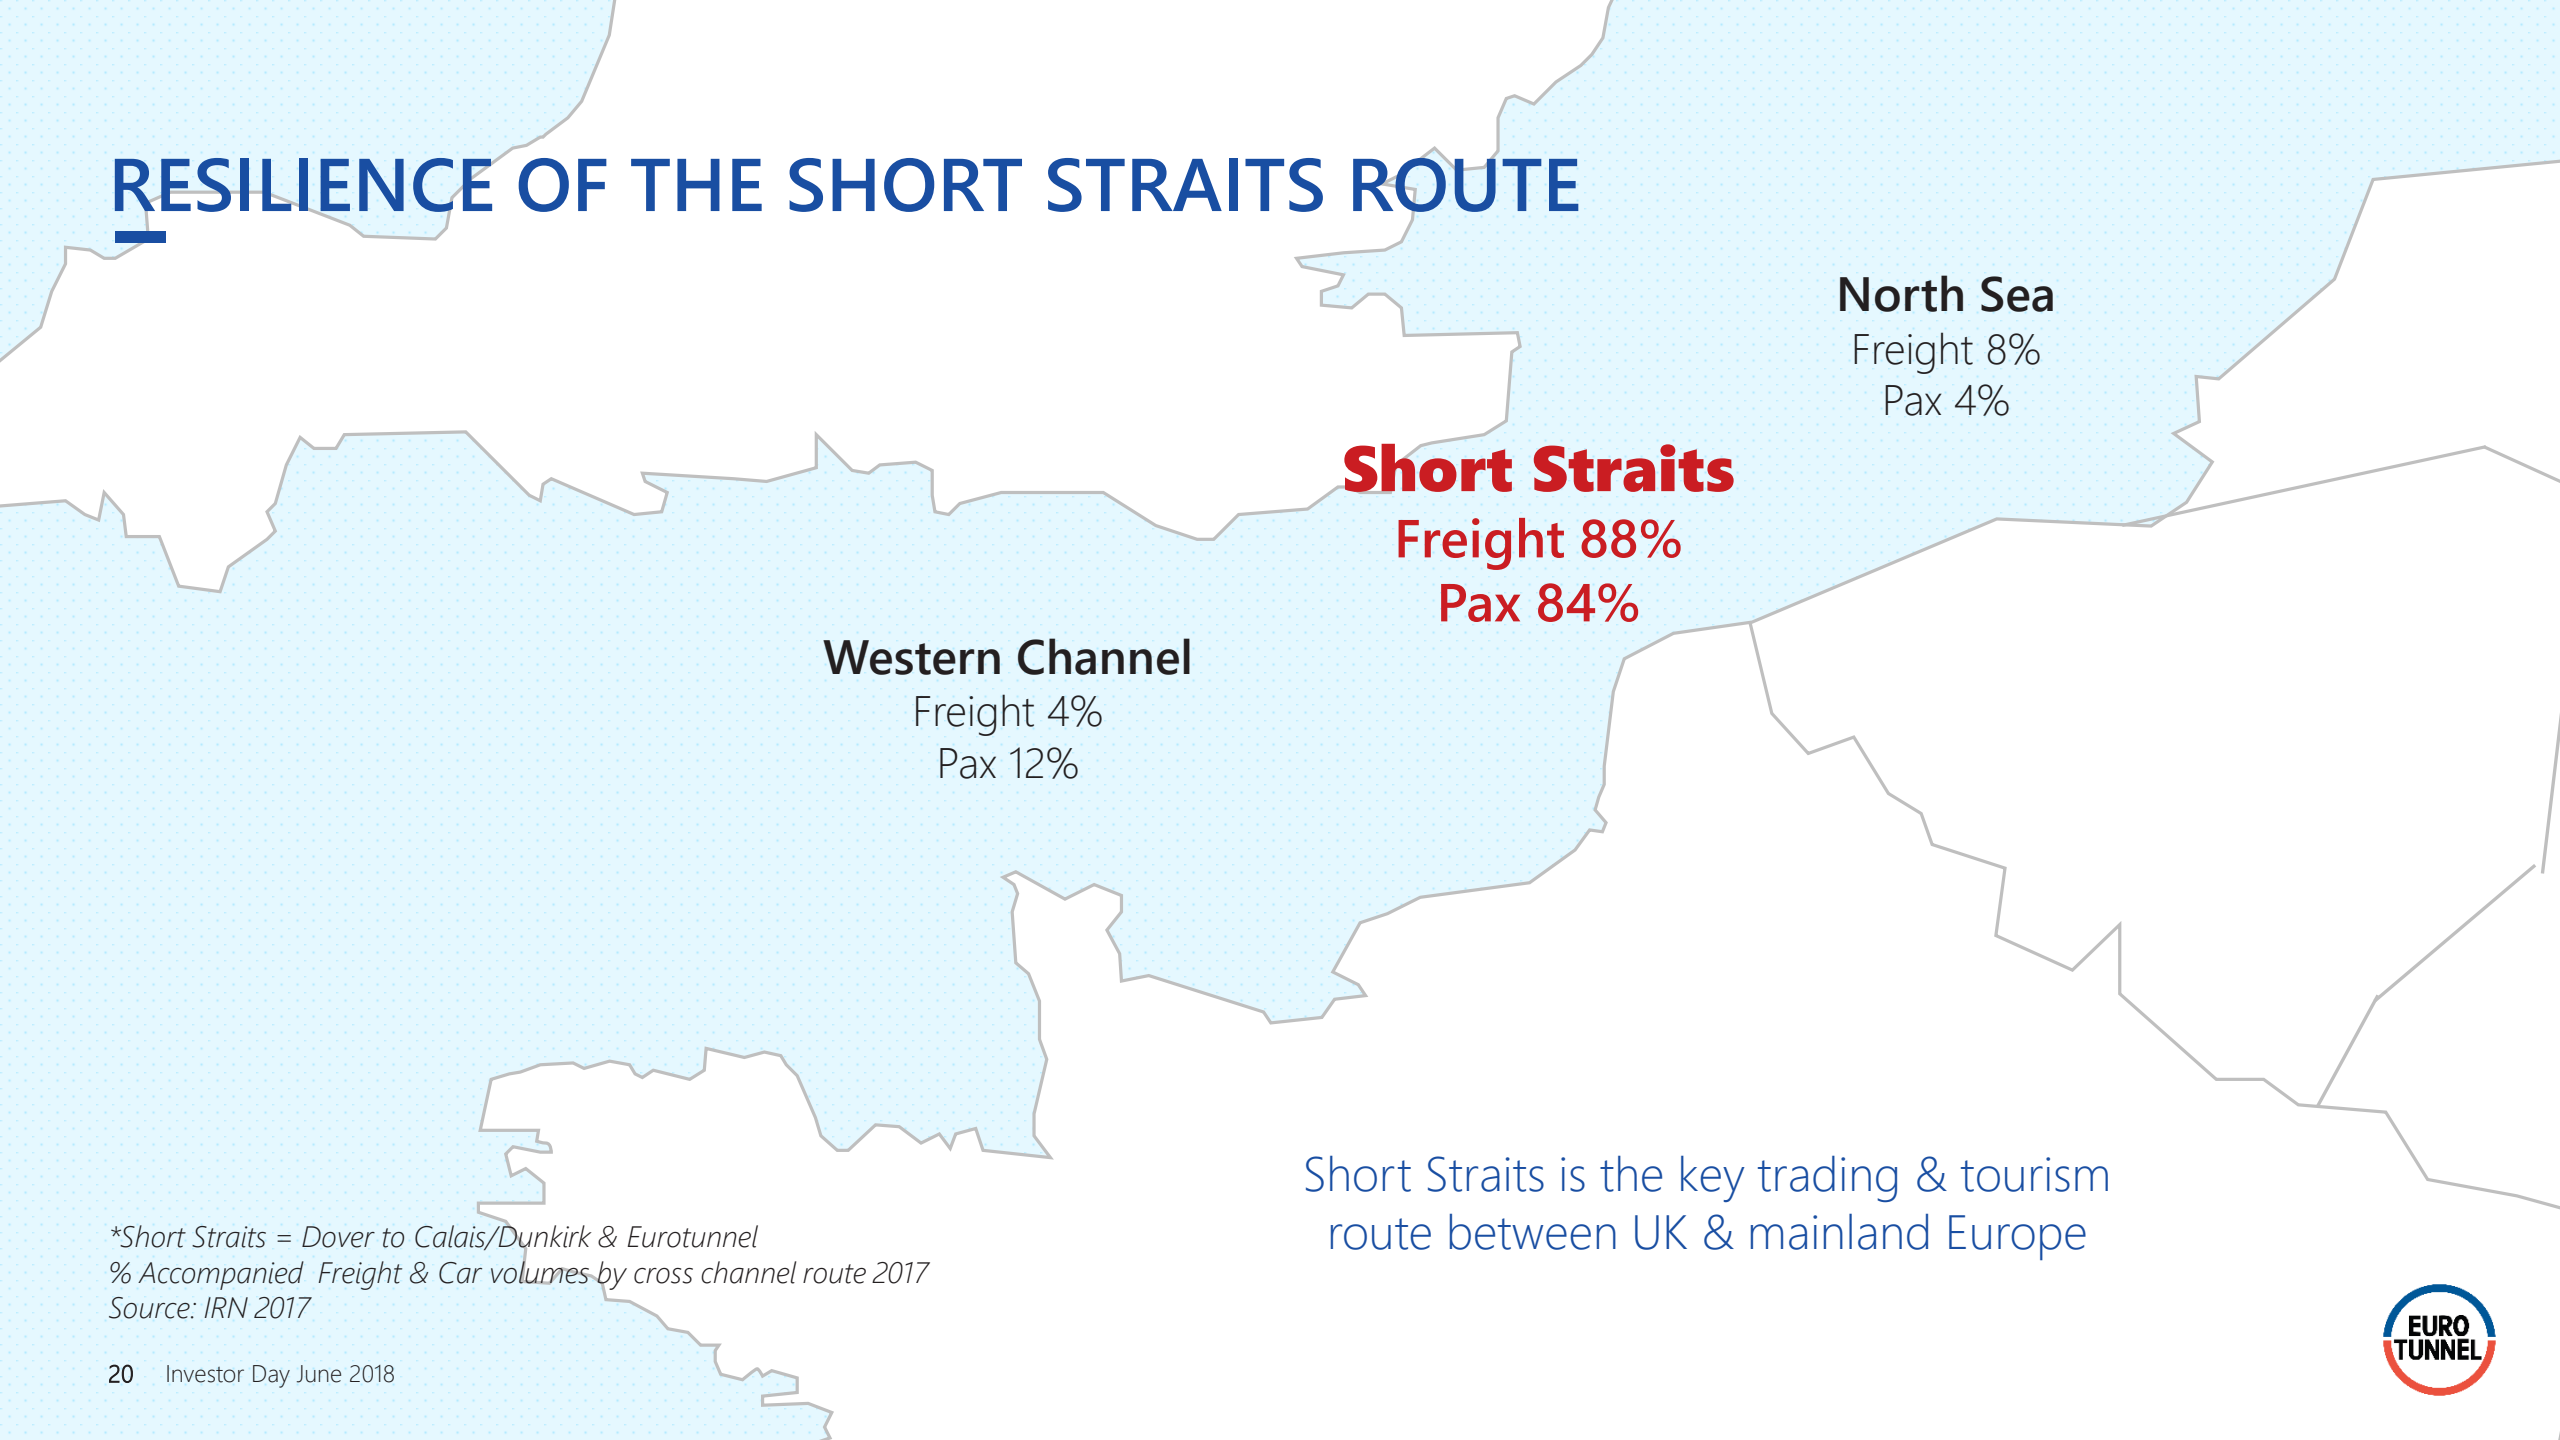 RESILIENCE OF THE SHORT STRAITS ROUTE
North Sea
Freight 8%
Pax 4%
Short Straits
Freight 88%
Pax 84%
Western Channel
Freight 4%
Pax 12%
Short Straits is the key trading & tourism
route between UK & mainland Europe
*Short Straits = Dover to Calais/Dunkirk & Eurotunnel
% Accompanied Freight & Car volumes by cross channel route 2017
Source: IRN 2017
20 Investor Day June 2018
EURO
TUNNEL